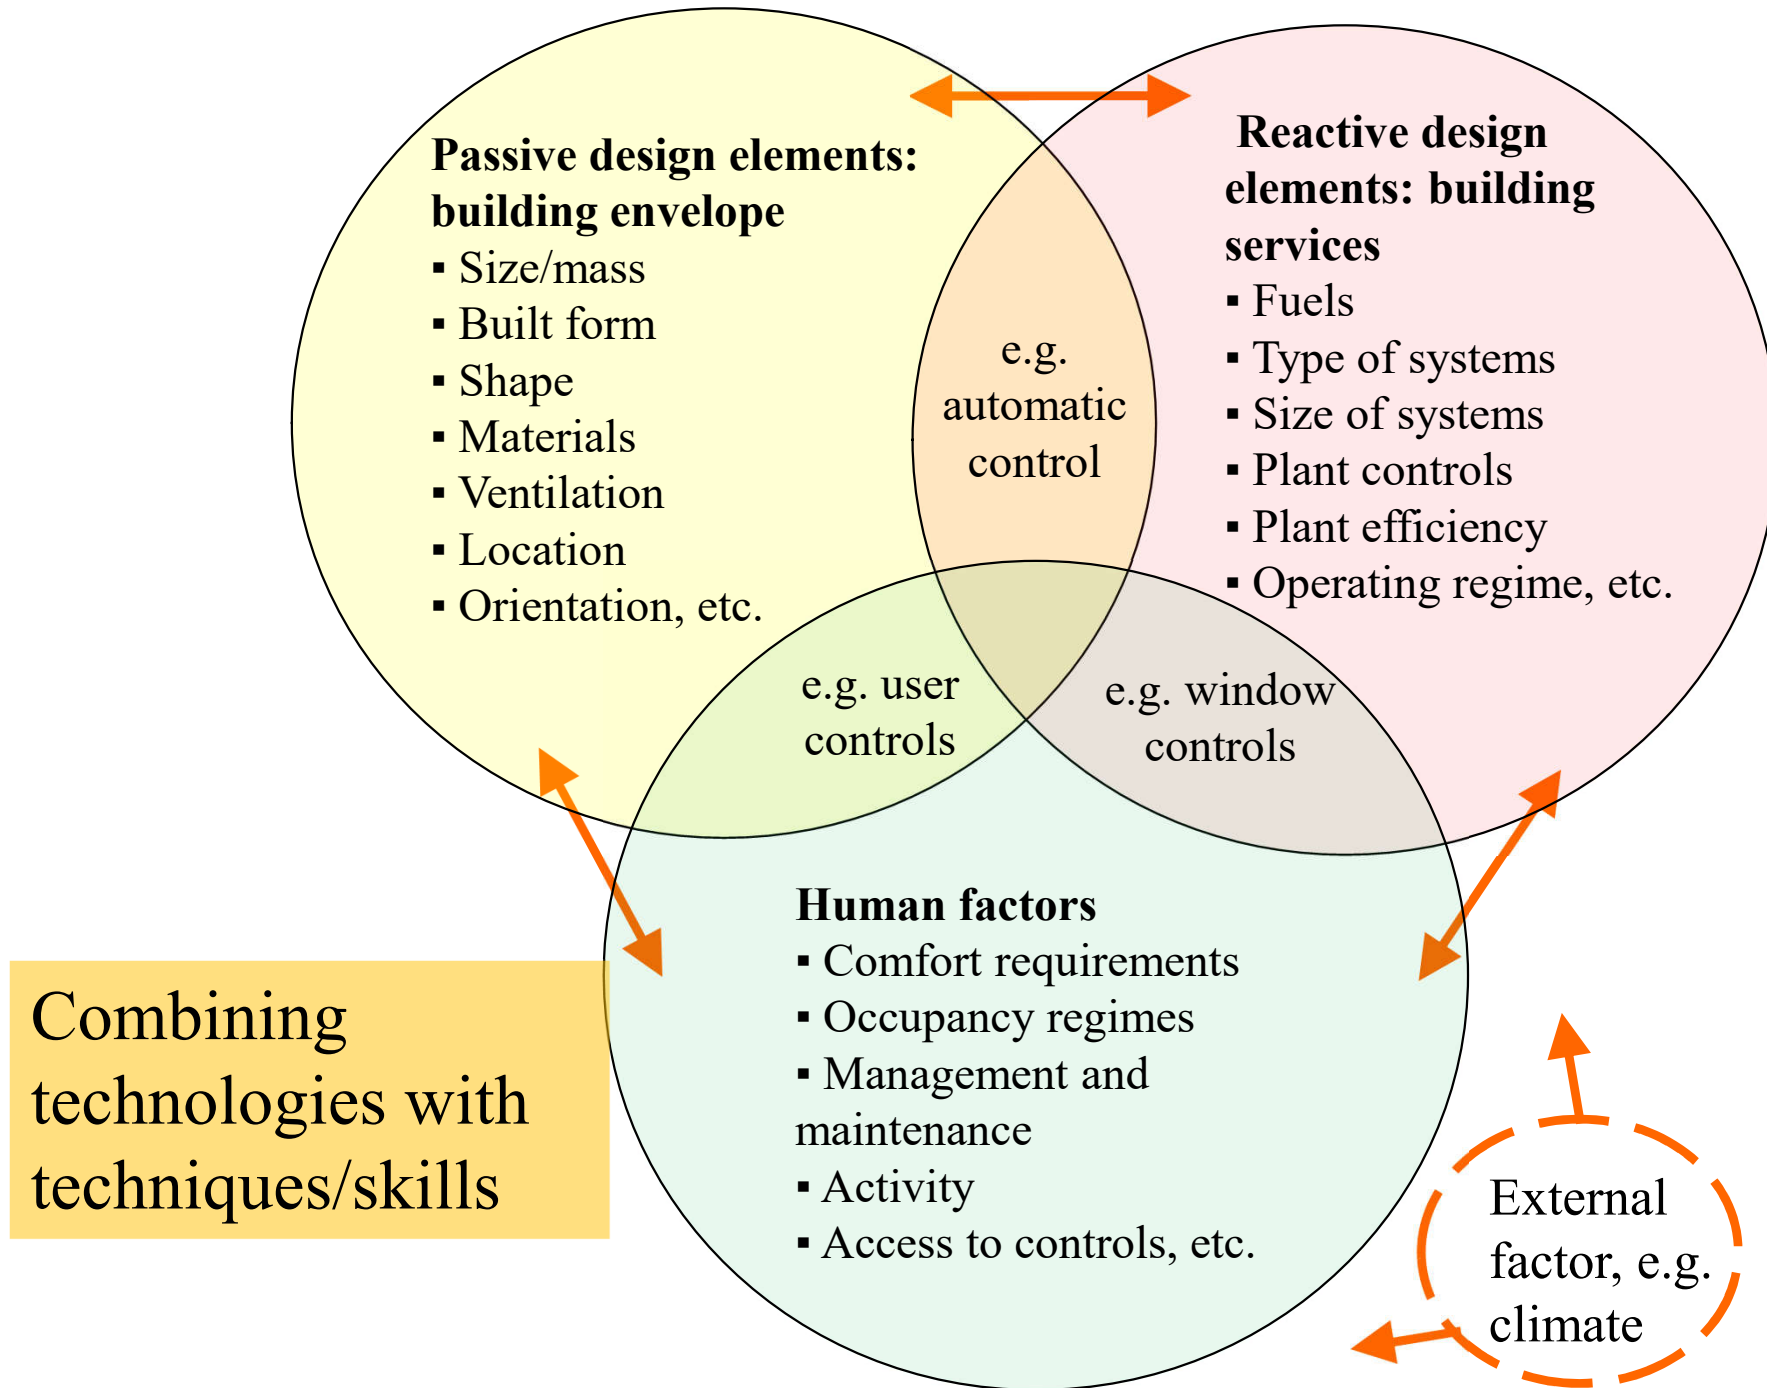 Passive design elements:
building envelope
▪ Size/mass
▪ Built form
▪ Shape
▪ Materials
▪ Ventilation
▪ Location
▪ Orientation, etc.
Reactive design
elements: building
services
▪ Fuels
▪ Type of systems
▪ Size of systems
▪ Plant controls
▪ Plant efficiency
▪ Operating regime, etc.
e.g.
automatic
control
e.g. user
controls
e.g. window
controls
Human factors
▪ Comfort requirements
▪ Occupancy regimes
▪ Management and
maintenance
▪ Activity
▪ Access to controls, etc.
Combining
technologies with
techniques/skills
External
factor, e.g.
climate